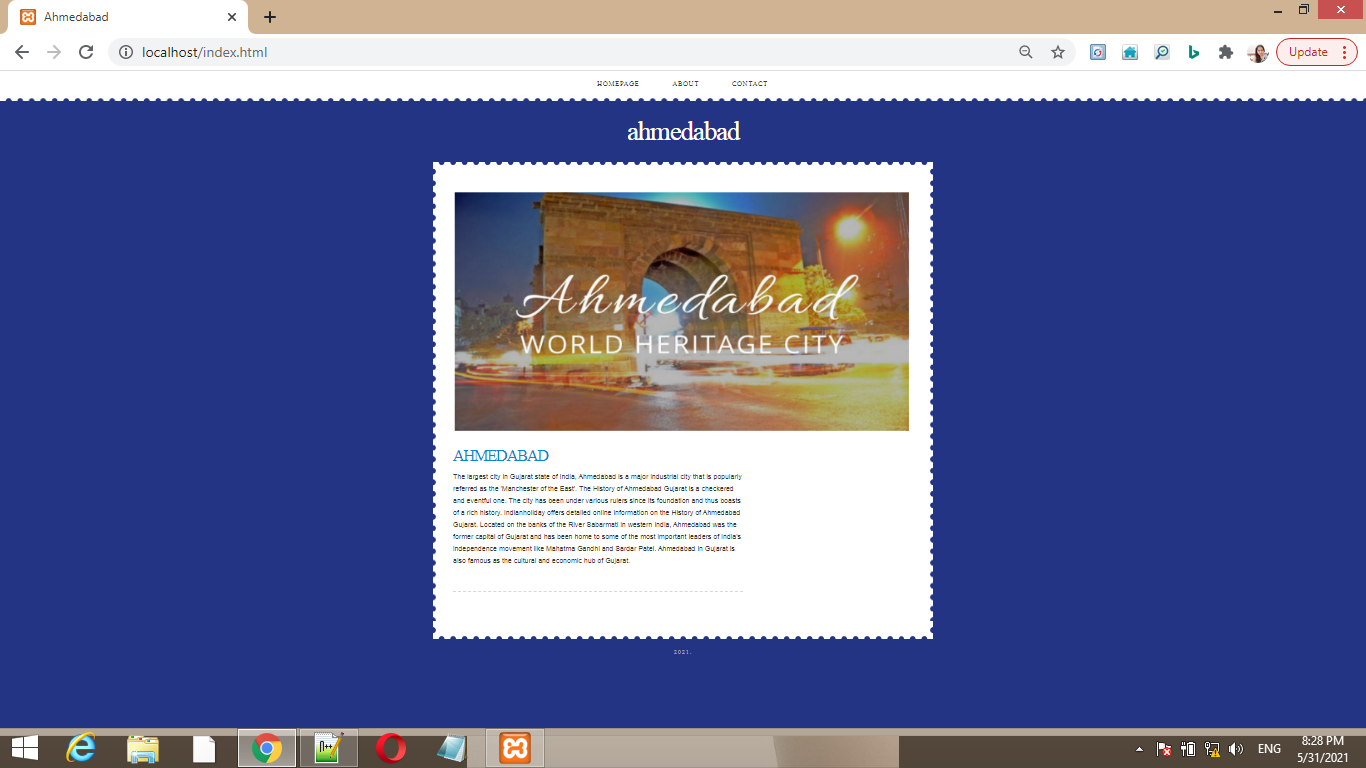 Ahmedabad
localhost/index.html
Update
HOMEPAGE ABOUT CONTACT
ahmedabad
Ahmedabad
WORLD HERITAGE CITY
AHMEDABAD
The largest city in Gujarat state of India, Ahmedabad is a major industrial city that is popularly
referred as the 'Manchester of the East'. The History of Ahmedabad Gujarat is a checkered
and eventful one. The city has been under various rulers since its foundation and thus boasts
of a rich history. Indianholiday offers detailed online information on the History of Ahmedabad
Gujarat. Located on the banks of the River Sabarmati in western India, Ahmedabad was the
former capital of Gujarat and has been home to some of the most important leaders of India's
independence movement like Mahatma Gandhi and Sardar Patel. Ahmedabad in Gujarat is
also famous as the cultural and economic hub of Gujarat.
2021.
ENG
8:28 PM
5/31/2021